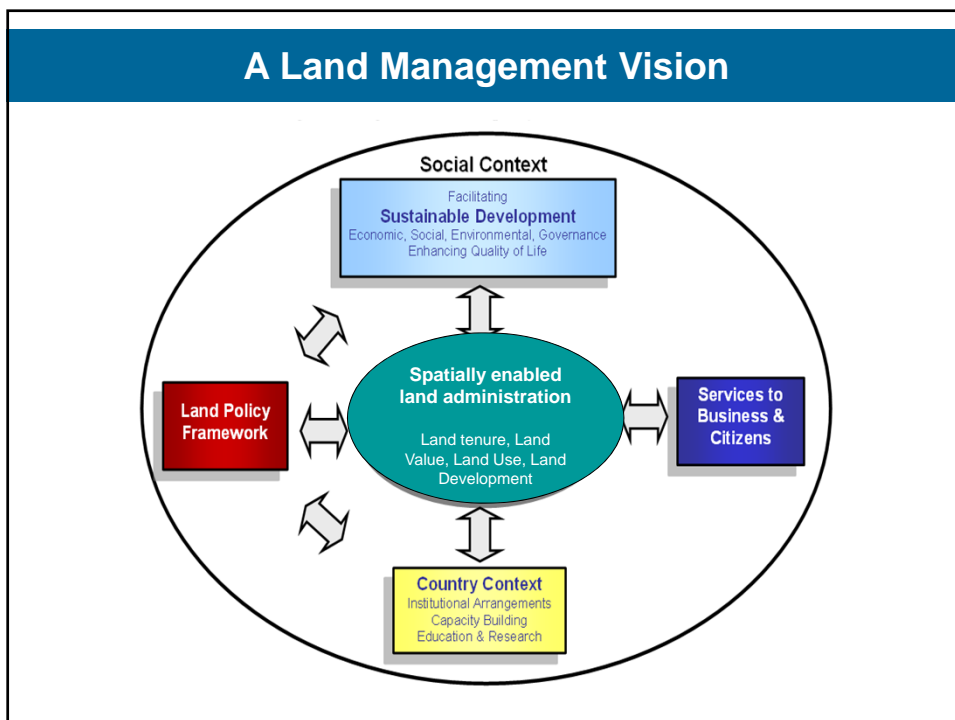 A Land Management Vision
Social Context
Facilitating
Sustainable Development
Economic, Social, Environmental, Governance
Enhancing Quality of Life
Spatially enabled
land administration
Land tenure, Land
Value, Land Use, Land
Development
Land Policy
Framework
Services to
Business &
Citizens
Country Context
Institutional Arrangements
Capacity Building
Education & Research